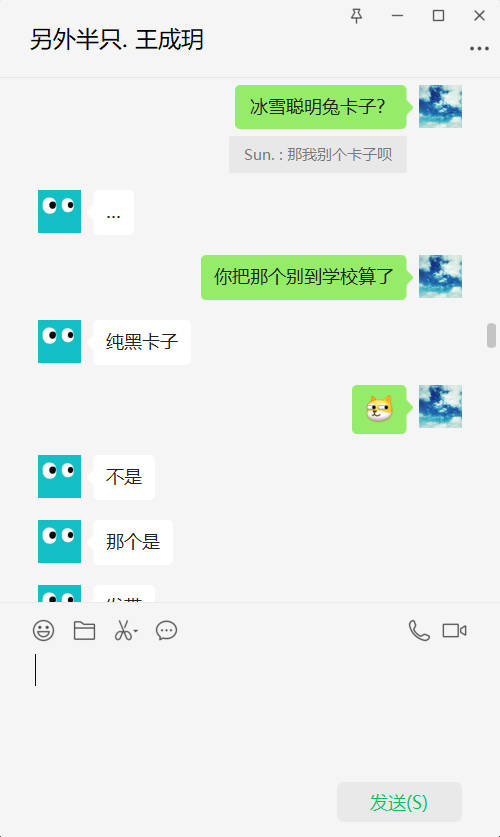 另外半只. 王成玥
冰雪聪明兔卡子？
Sun. : 那我别个卡子呗
...
你把那个别到学校算了
纯黑卡子
不是
那个是
发带
发送(S)